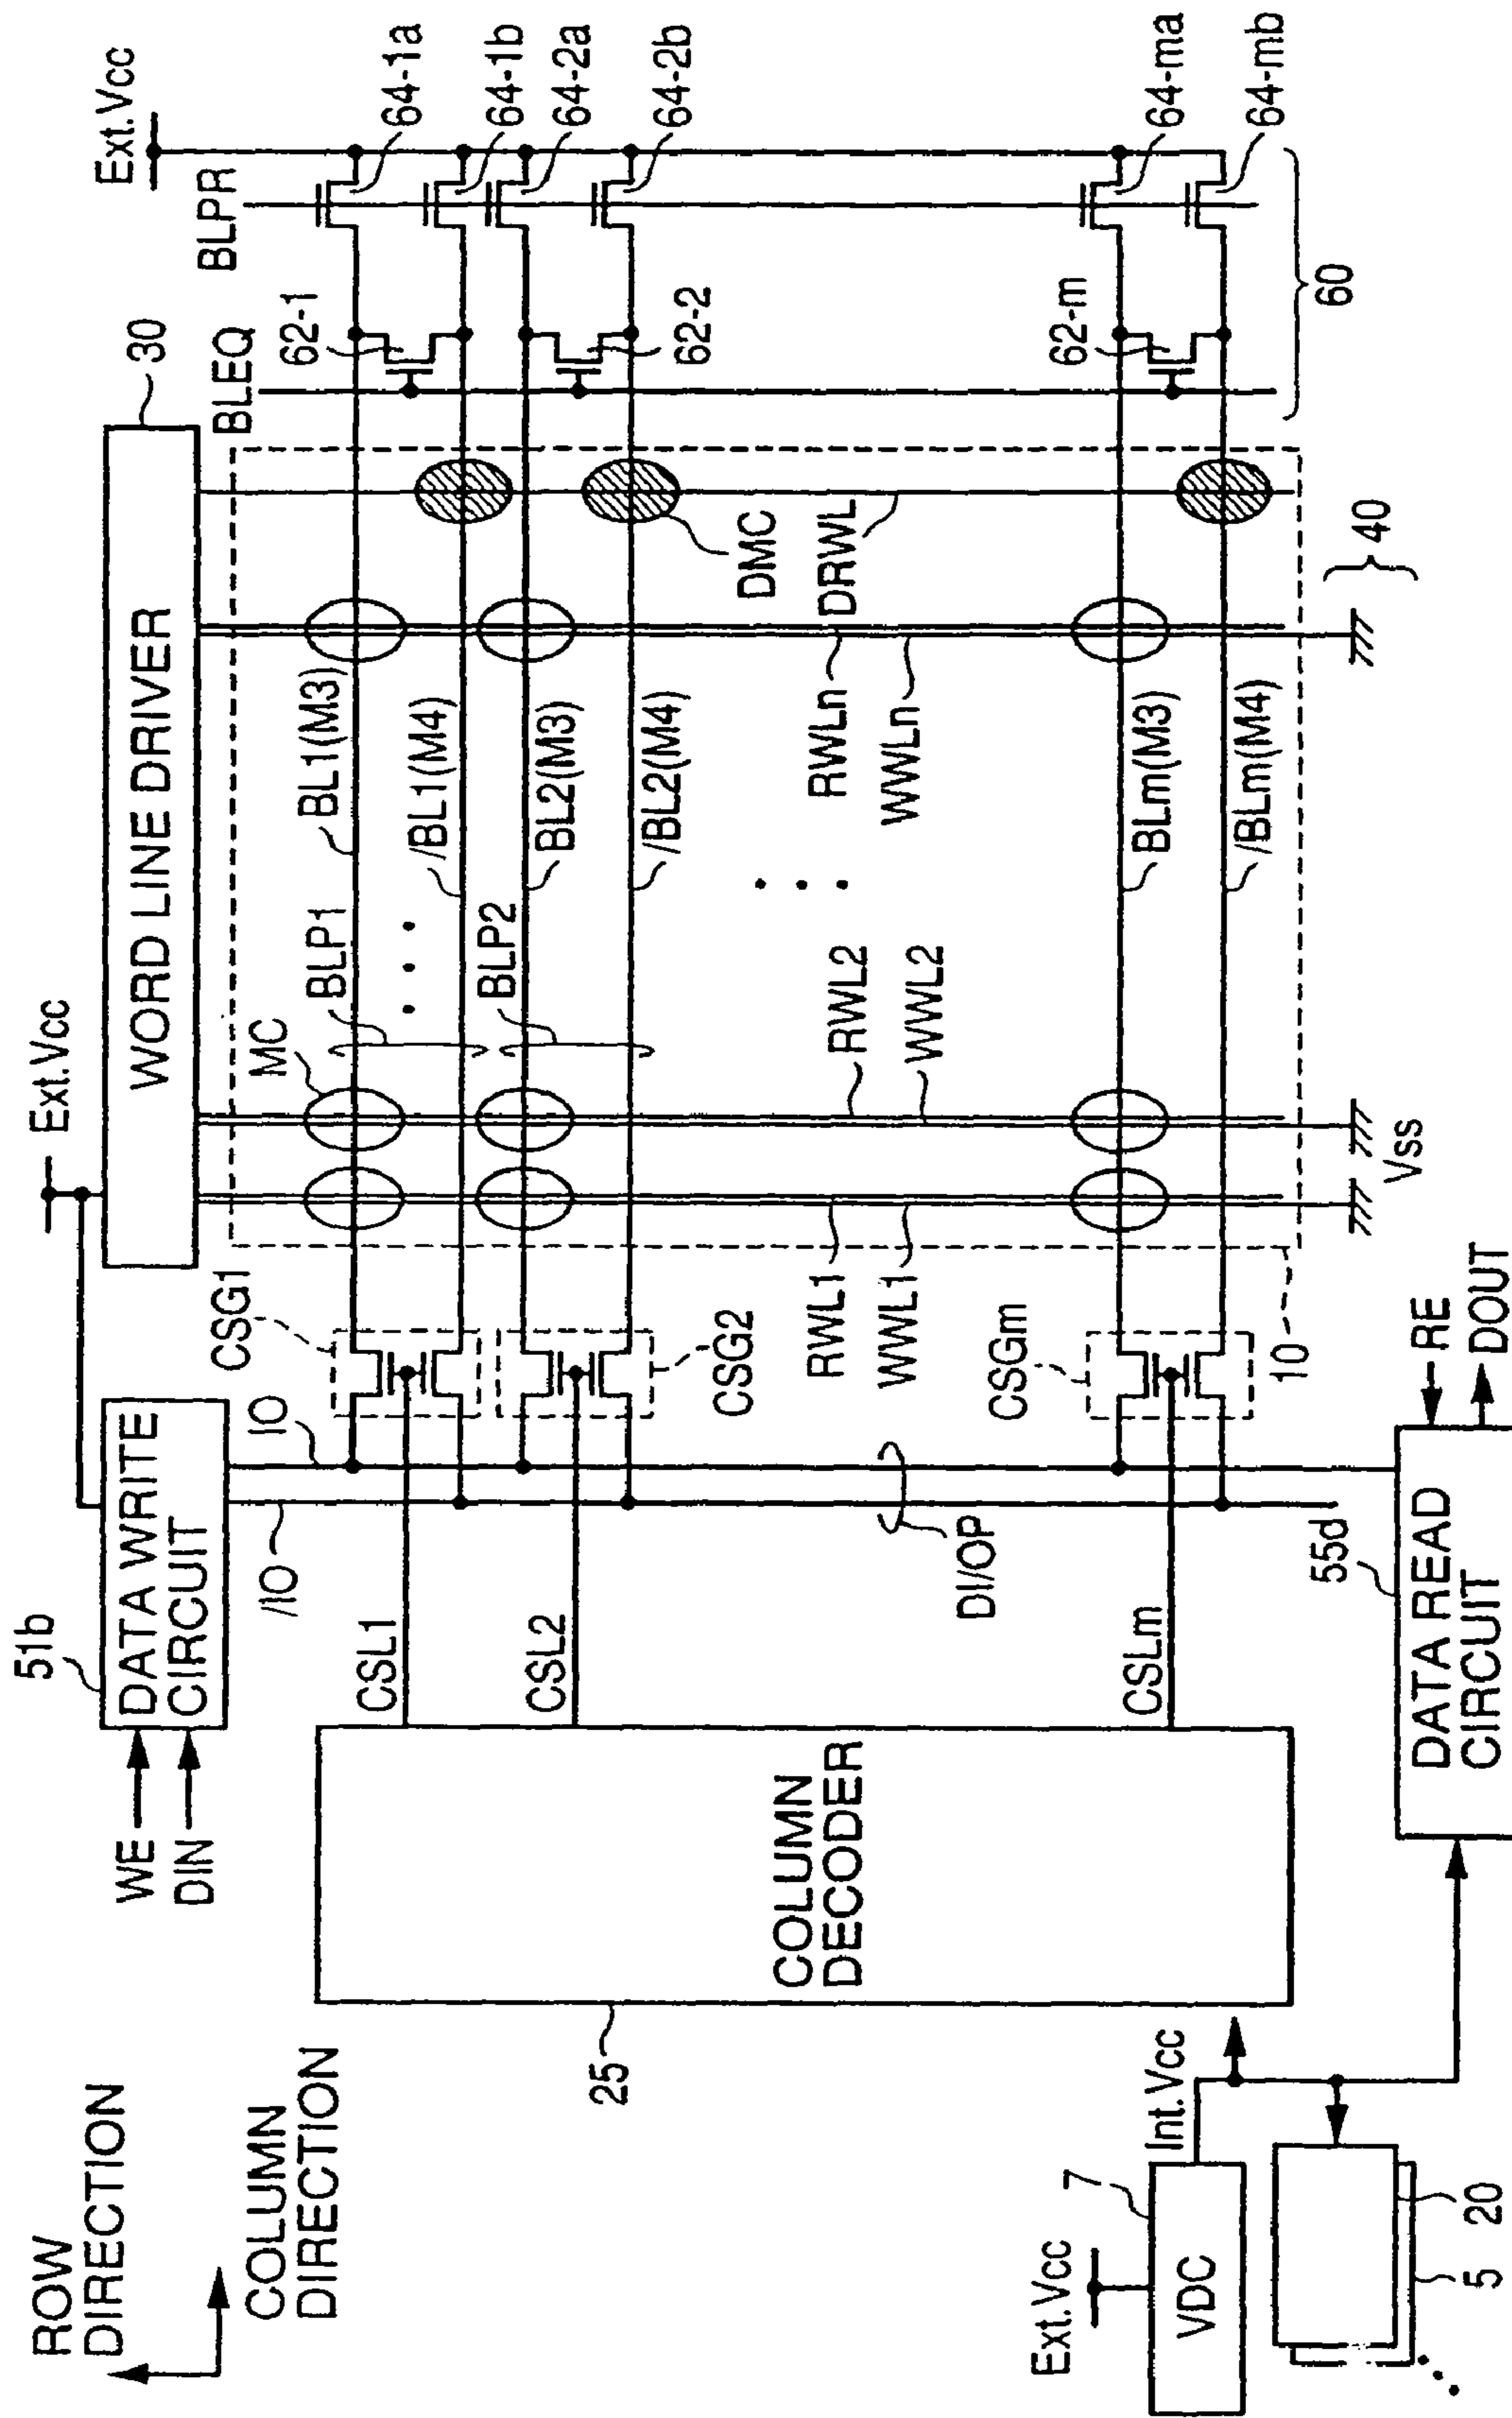 ROW
DIRECTION
COLUMN
DIRECTION
WE
DIN
51b
DATA WRITE
CIRCUIT
/IO
IO
Ext.Vcc
WORD LINE DRIVER
30
Ext.Vcc
BLPR
BLEQ
64-1a
64-1b
64-2a
64-2b
64-ma
64-mb
62-1
62-2
62-m
60
CSG1
CSG2
CSGm
CSL1
CSL2
CSLm
COLUMN
DECODER
25
DI/OP
MC
BLP1
BLP2
BL1(M3)
/BL1(M4)
BL2(M3)
/BL2(M4)
BLm(M3)
/BLm(M4)
RWL1
WWL1
RWL2
WWL2
RWLn
WWLn
DMC
DRWL
10
Vss
40
Ext.Vcc
7
VDC
Int.Vcc
20
5
55d
DATA READ
CIRCUIT
RE
DOUT